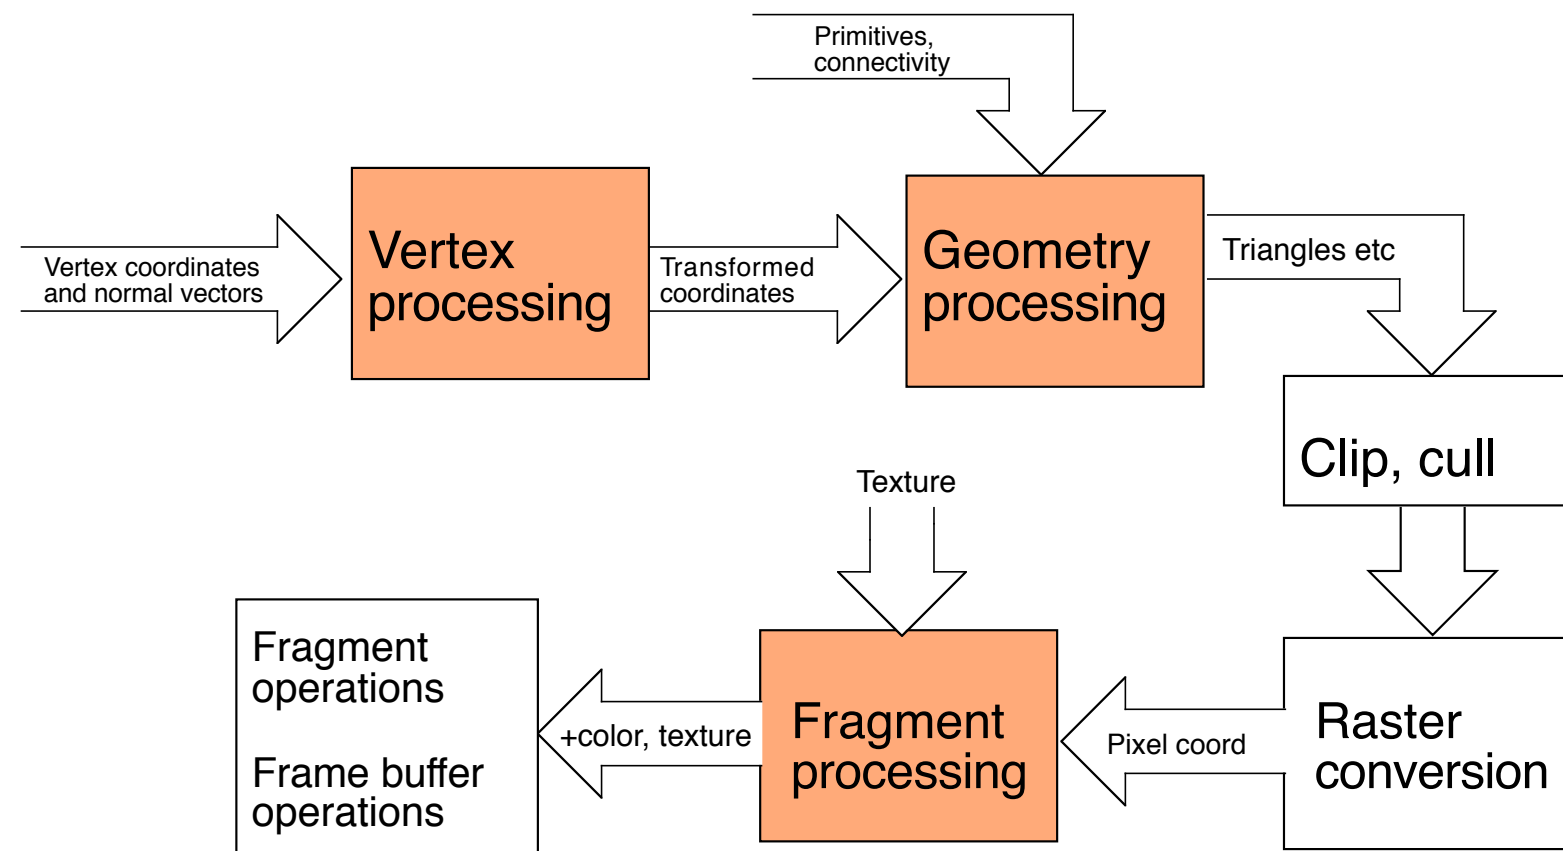 Primitives,
connectivity
Vertex coordinates
and normal vectors
Vertex
processing
Transformed
coordinates
Geometry
processing
Triangles etc
Clip, cull
Texture
Fragment
operations
Frame buffer
operations
+color, texture
Fragment
processing
Pixel coord
Raster
conversion